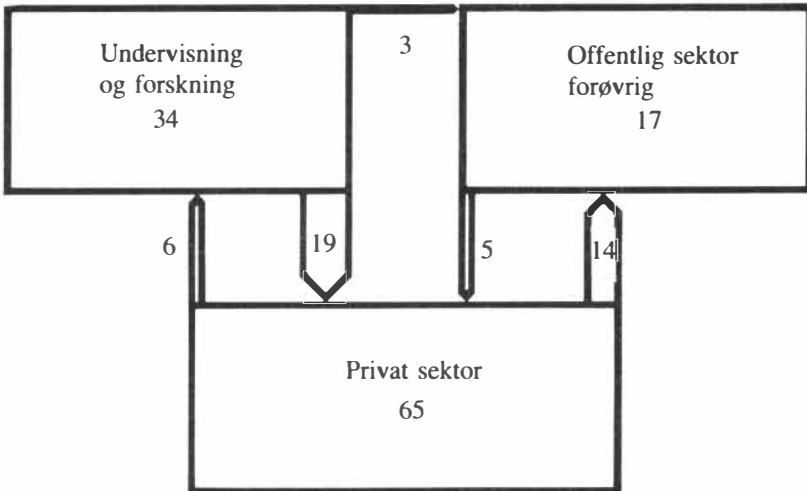 Undervisning
og forskning
34
3
Offentlig sektor
forøvrig
17
6
19
5
14
Privat sektor
65